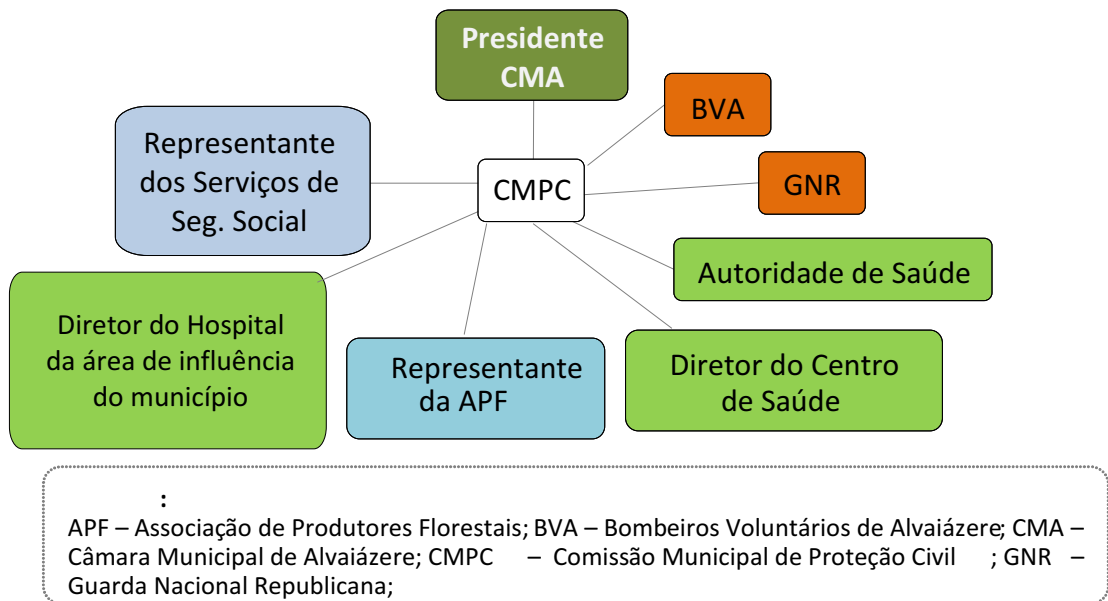 Presidente
CMA
BVA
Representante
dos Serviços de
Seg. Social
CMPC
GNR
Autoridade de Saúde
Diretor do Hospital
da área de influência
do município
Representante
da APF
Diretor do Centro
de Saúde
:
APF – Associação de Produtores Florestais; BVA – Bombeiros Voluntários de Alvaiázere; CMA –
Câmara Municipal de Alvaiázere; CMPC – Comissão Municipal de Proteção Civil ; GNR –
Guarda Nacional Republicana;